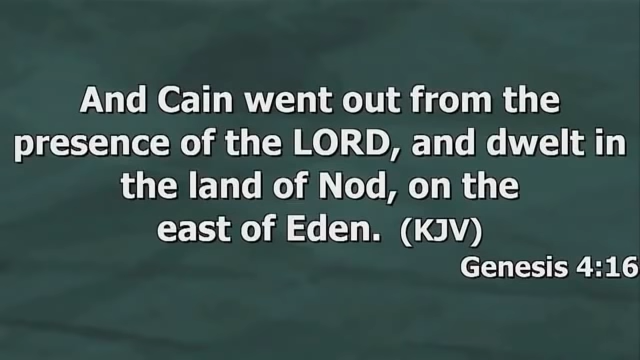 And Cain went out from the
presence of the LORD, and dwelt in
the land of Nod, on the
east of Eden.  (KJV)
Genesis 4:16